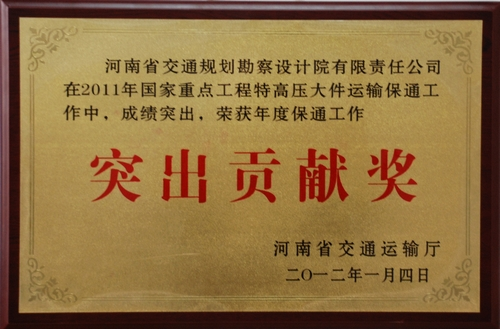 河南省交通规划勘察设计院有限责任公司
在2011年国家重点工程特高压大件运输保通工
作中，成绩突出，荣获年度保通工作
突出贡献奖
河南省交通运输厅
二〇一二年一月四日